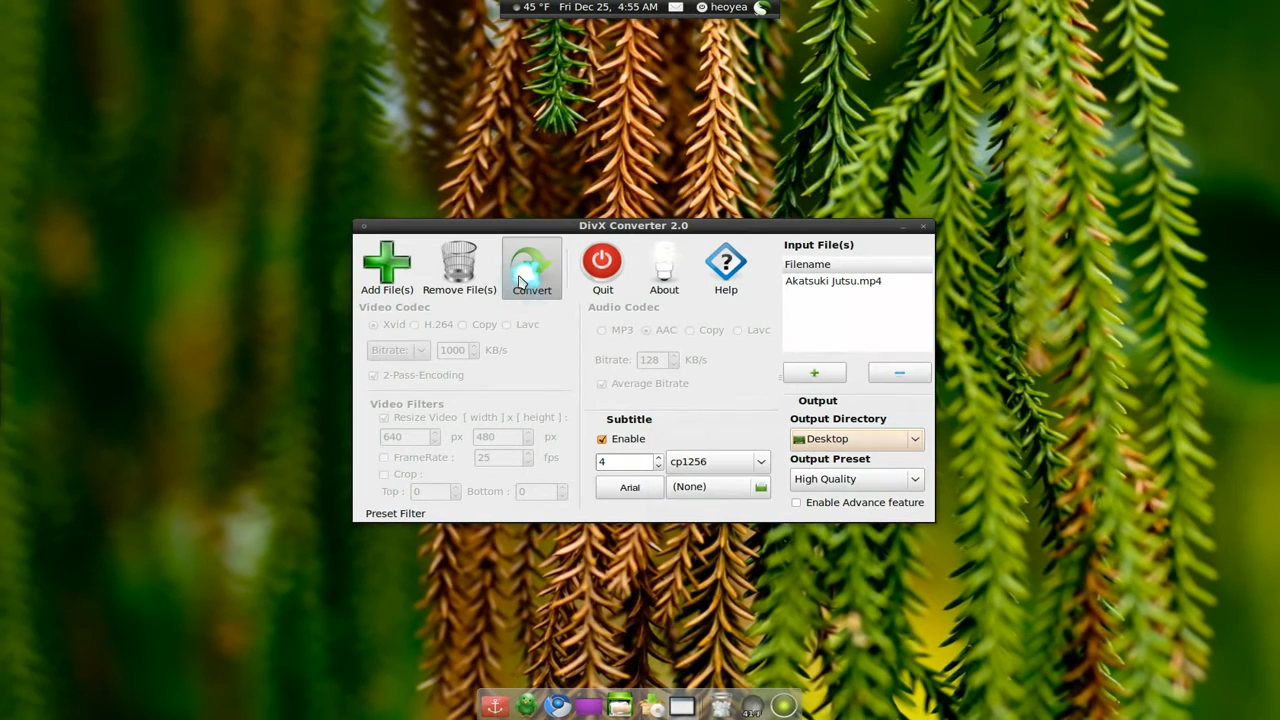 45 °F Fri Dec 25, 4:55 AM heoyea
DivX Converter 2.0
Add File(s) Remove File(s) Convert Quit About Help
Input File(s)
Filename
Akatsuki Jutsu.mp4
Video Codec
Xvid H.264 Copy Lavc
Bitrate: 1000 KB/s
2-Pass-Encoding
Video Filters
Resize Video [ width ] x [ height ] :
640 px 480 px
FrameRate : 25 fps
Crop :
Top : 0 Bottom : 0
Preset Filter
Audio Codec
MP3 AAC Copy Lavc
Bitrate: 128 KB/s
Average Bitrate
Subtitle
Enable
4 cp1256
Arial (None)
Output
Output Directory
Desktop
Output Preset
High Quality
Enable Advance feature
41°F